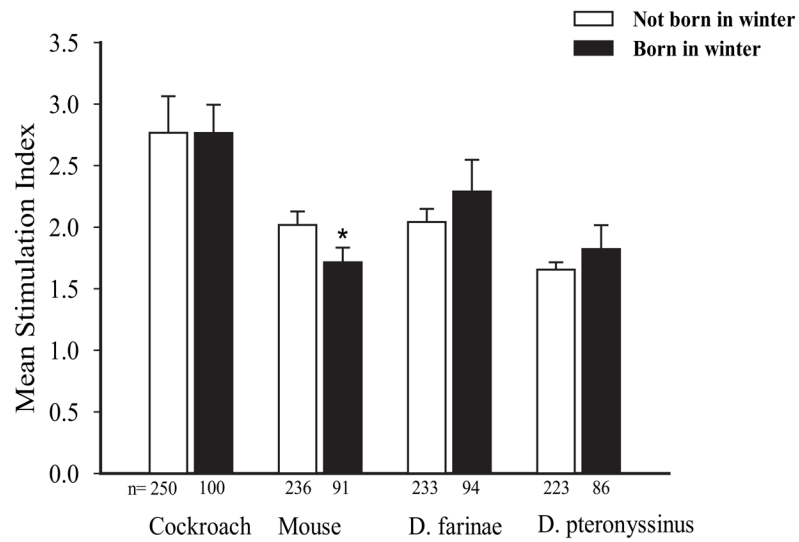 Not born in winter
Born in winter
Mean Stimulation Index
3.5
3.0
2.5
2.0
1.5
1.0
0.5
0.0
*
n= 250 100 236 91 233 94 223 86
Cockroach Mouse D. farinae D. pteronyssinus